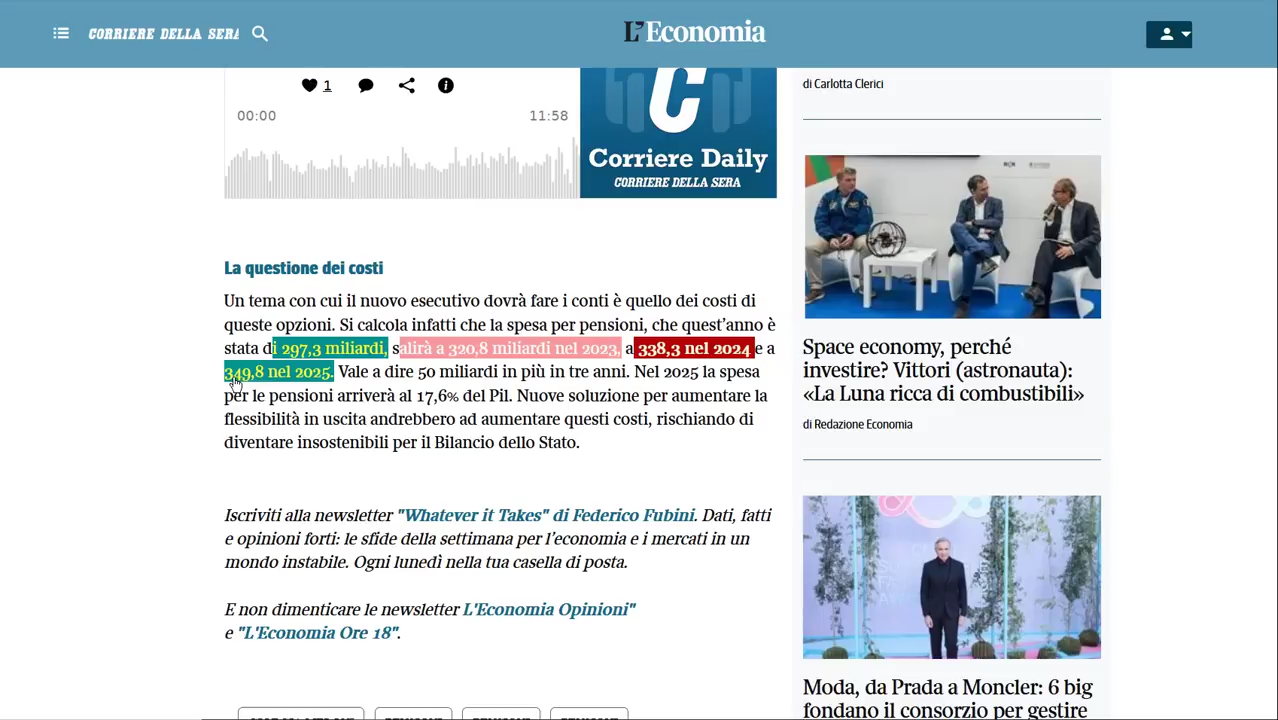 CORRIERE DELLA SERA
L'Economia
1
00:00
11:58
Corriere Daily
CORRIERE DELLA SERA
La questione dei costi
Un tema con cui il nuovo esecutivo dovrà fare i conti è quello dei costi di
queste opzioni. Si calcola infatti che la spesa per pensioni, che quest'anno è
stata di 297,3 miliardi, salirà a 320,8 miliardi nel 2023, a 338,3 nel 2024 e a
349,8 nel 2025. Vale a dire 50 miliardi in più in tre anni. Nel 2025 la spesa
per le pensioni arriverà al 17,6% del Pil. Nuove soluzione per aumentare la
flessibilità in uscita andrebbero ad aumentare questi costi, rischiando di
diventare insostenibili per il Bilancio dello Stato.
Iscriviti alla newsletter "Whatever it Takes" di Federico Fubini. Dati, fatti
e opinioni forti: le sfide della settimana per l'economia e i mercati in un
mondo instabile. Ogni lunedì nella tua casella di posta.
E non dimenticare le newsletter L'Economia Opinioni"
e "L'Economia Ore 18".
di Carlotta Clerici
Space economy, perché
investire? Vittori (astronauta):
«La Luna ricca di combustibili»
di Redazione Economia
Moda, da Prada a Moncler: 6 big
fondano il consorzio per gestire